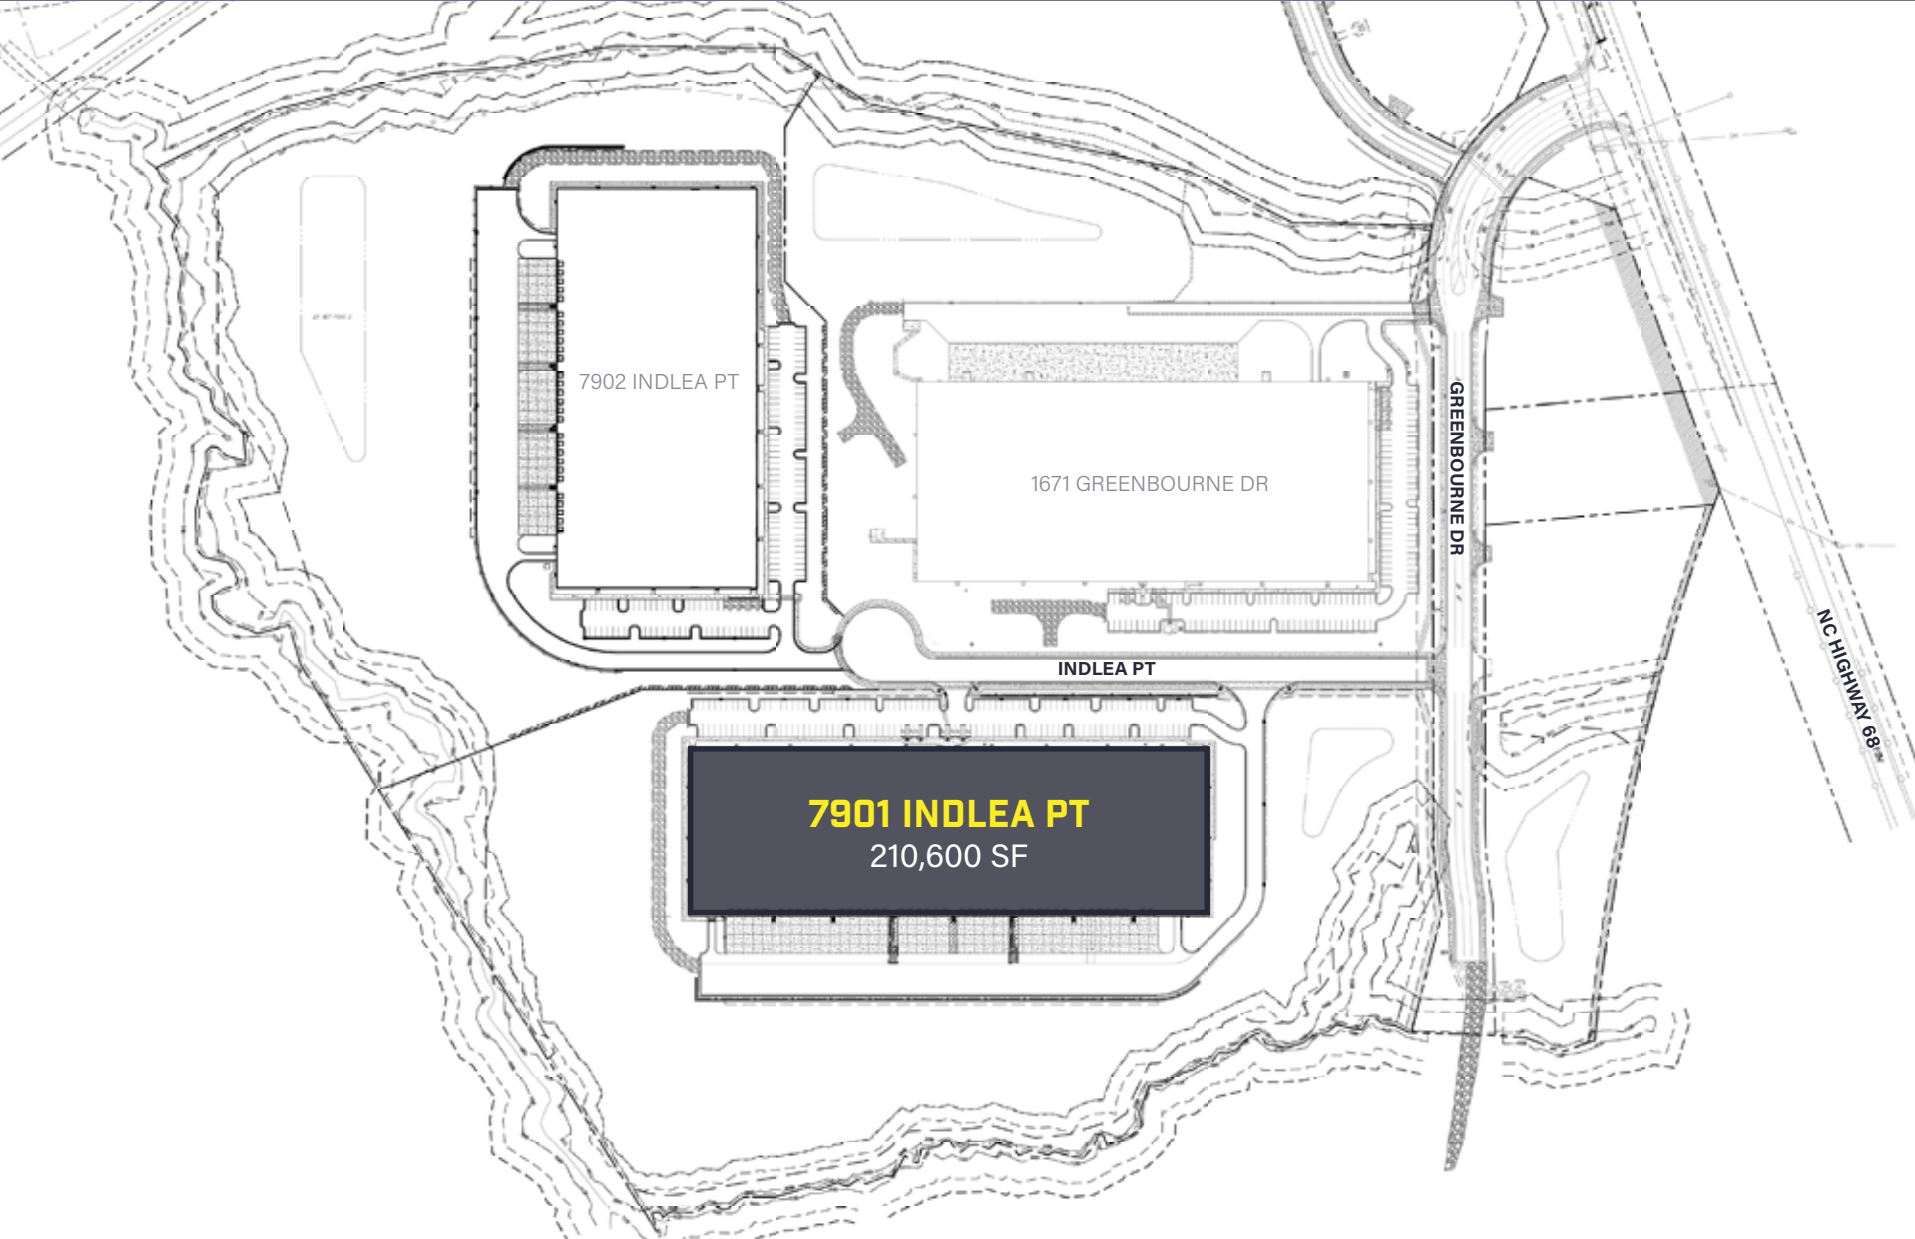 7902 INDLEA PT
1671 GREENBOURNE DR
GREENBOURNE DR
INDLEA PT
NC HIGHWAY 68
7901 INDLEA PT
210,600 SF